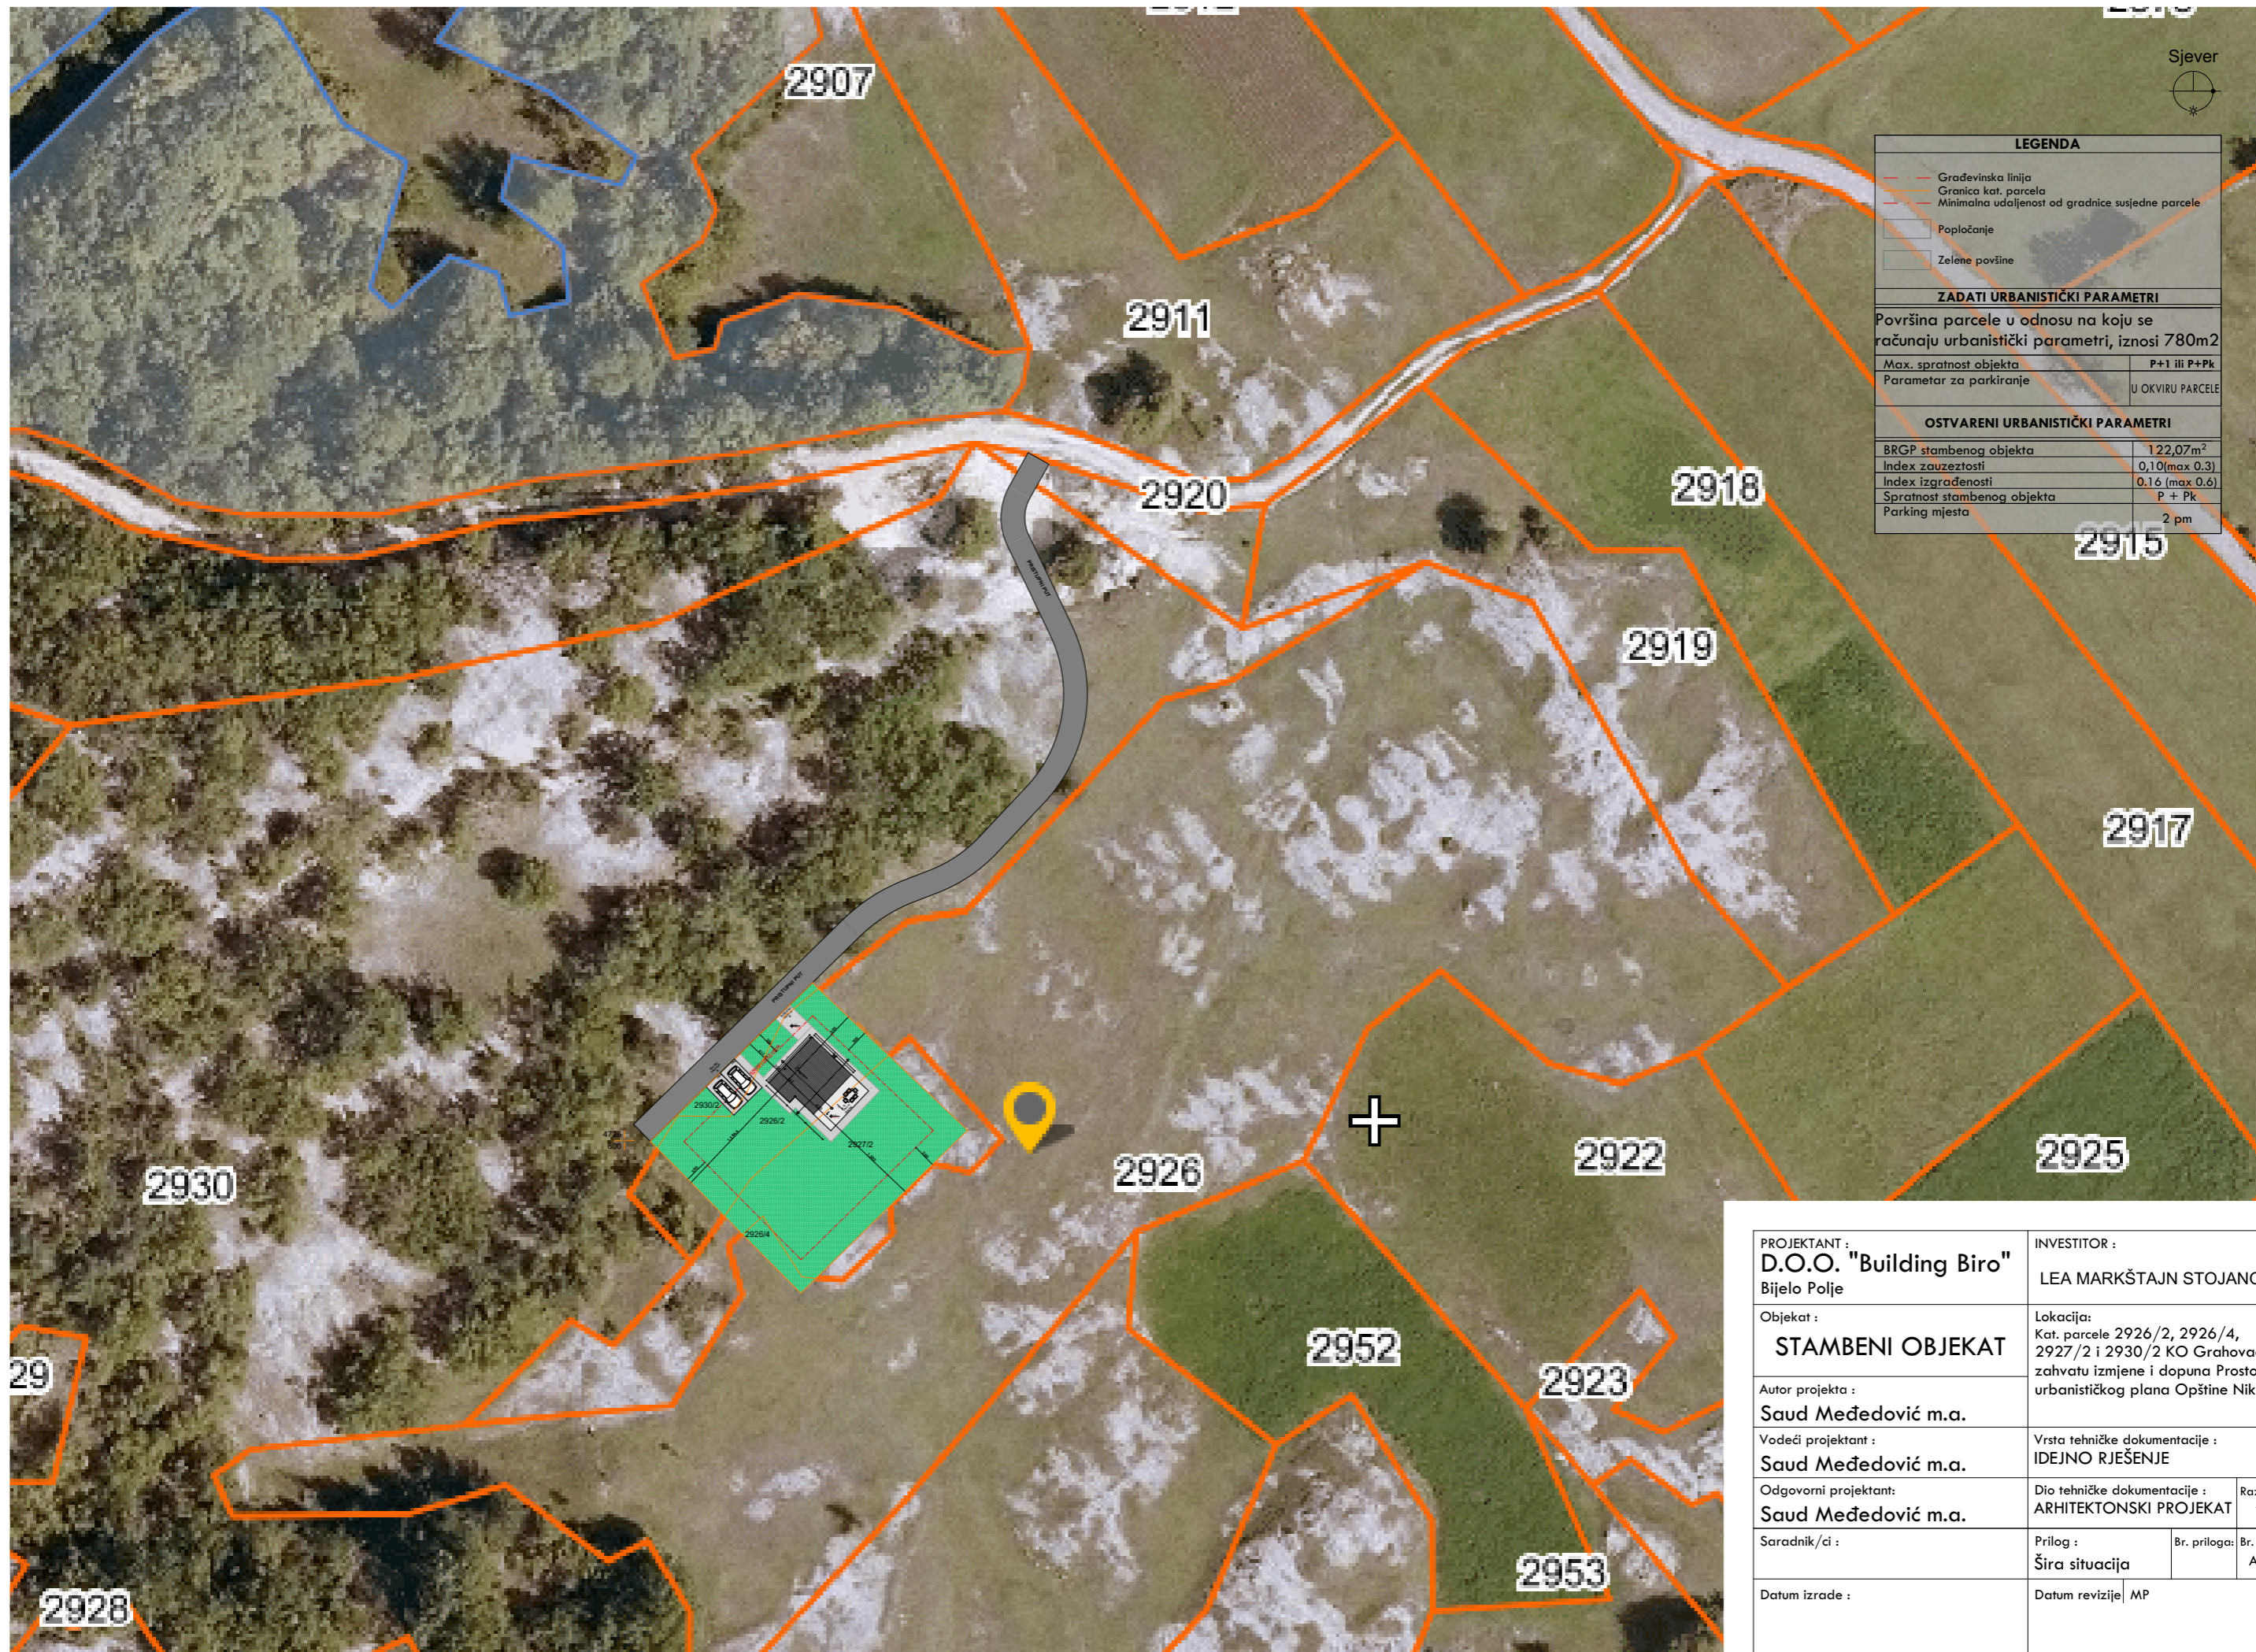 2907
Sjever
LEGENDA
Građevinska linija
Granica kat. parcela
Minimalna udaljenost od gradnice susjedne parcele
Popločanje
Zelene povšine
ZADATI URBANISTIČKI PARAMETRI
Površina parcele u odnosu na koju se
računaju urbanistički parametri, iznosi 780m2
Max. spratnost objekta P+1 ili P+Pk
Parametar za parkiranje U OKVIRU PARCELE
OSTVARENI URBANISTIČKI PARAMETRI
BRGP stambenog objekta 122,07m²
Index zauzeztosti 0,10(max 0.3)
Index izgrađenosti 0.16 (max 0.6)
Spratnost stambenog objekta P + Pk
Parking mjesta 2 pm
2911
2920
2918
2915
PRISTUPNI PUT
2919
2917
PRISTUPNI PUT
2930/2
2926/2
2927/2
2926/4
2930
2926
2922
2925
2952
2923
29
2953
2928
PROJEKTANT :
D.O.O. "Building Biro"
Bijelo Polje
INVESTITOR :
LEA MARKŠTAJN
Objekat :
STAMBENI OBJEKAT
Lokacija:
Kat. parcele 2926/2, 2926/4,
2927/2 i 2930/2 KO
zahvatu izmjene i dopuna
urbanističkog plana Opštine
Autor projekta :
Saud Međedović m.a.
Vodeći projektant :
Saud Međedović m.a.
Vrsta tehničke dokumentacije :
IDEJNO RJEŠENJE
Odgovorni projektant:
Saud Međedović m.a.
Dio tehničke dokumentacije :
ARHITEKTONSKI PROJEKAT
Saradnik/ci :
Prilog :
Šira situacija
Br. priloga:
Br.
Datum izrade :
Datum revizije MP